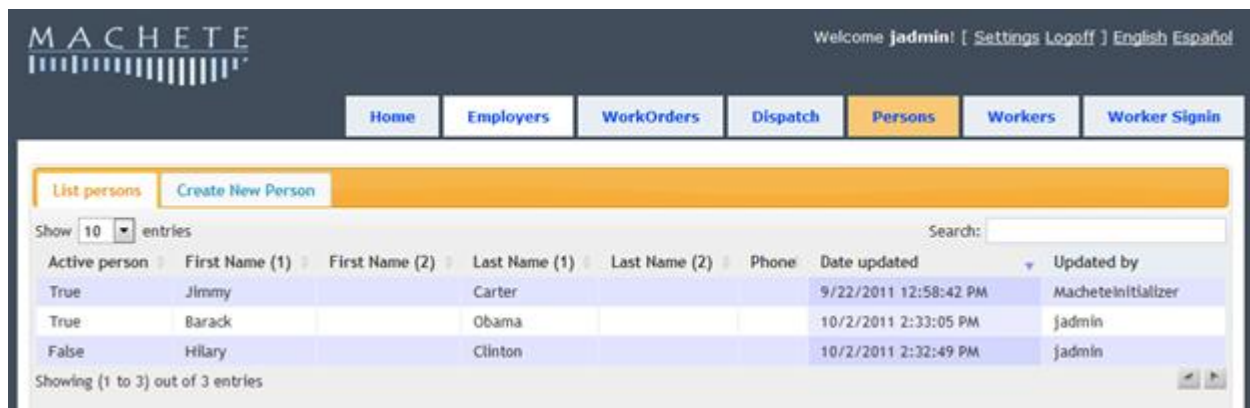 MACHETE
Welcome jadmin! [ Settings Logoff ] English Español
Home Employers WorkOrders Dispatch Persons Workers Worker Signin
List persons Create New Person
Show 10 entries Search:
Active person First Name (1) First Name (2) Last Name (1) Last Name (2) Phone Date updated Updated by
True Jimmy Carter 9/22/2011 12:58:42 PM MacheteInitializer
True Barack Obama 10/2/2011 2:33:05 PM jadmin
False Hilary Clinton 10/2/2011 2:32:49 PM jadmin
Showing (1 to 3) out of 3 entries